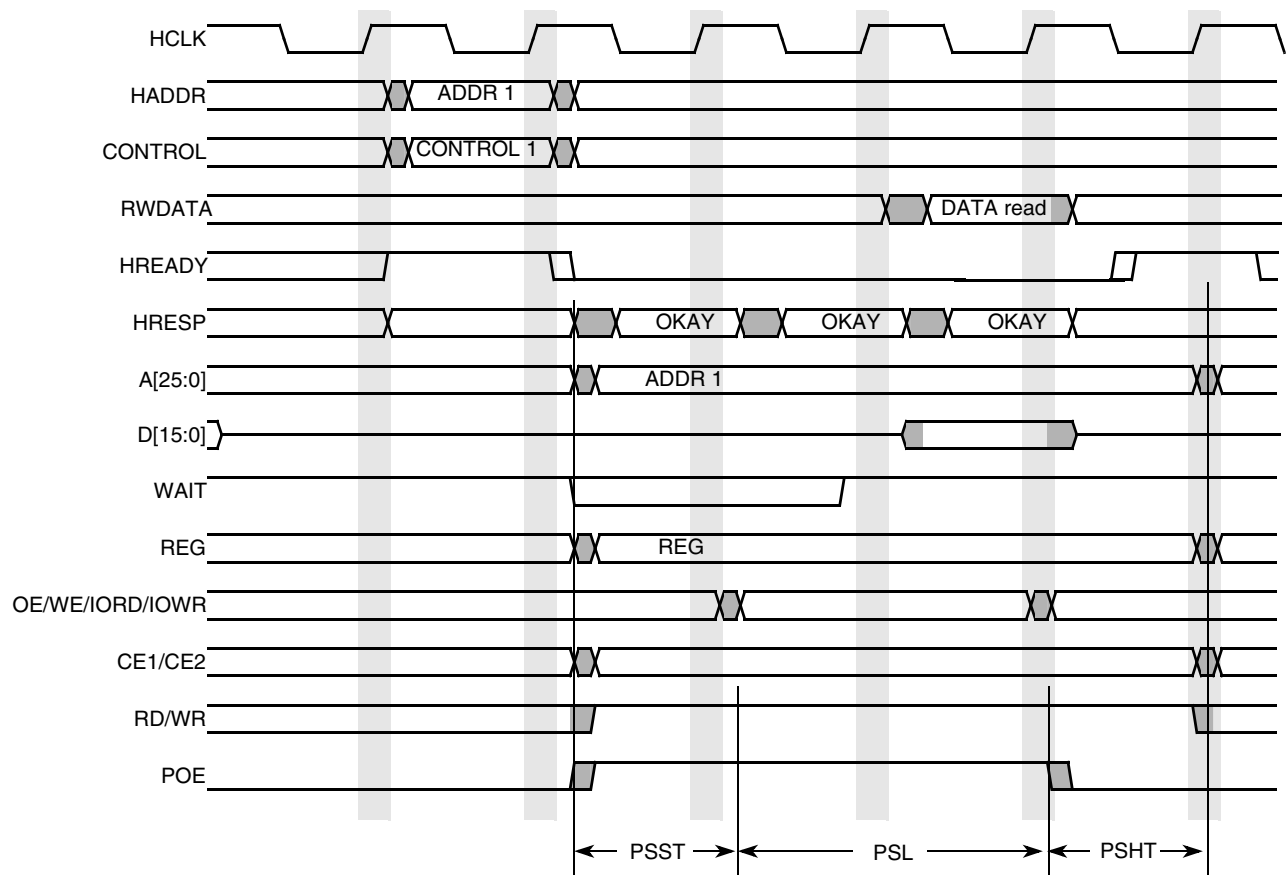 HCLK
HADDR ADDR 1
CONTROL CONTROL 1
RWDATA DATA read
HREADY
HRESP OKAY OKAY OKAY
A[25:0] ADDR 1
D[15:0]
WAIT
REG REG
OE/WE/IORD/IOWR
CE1/CE2
RD/WR
POE
PSST PSL PSHT